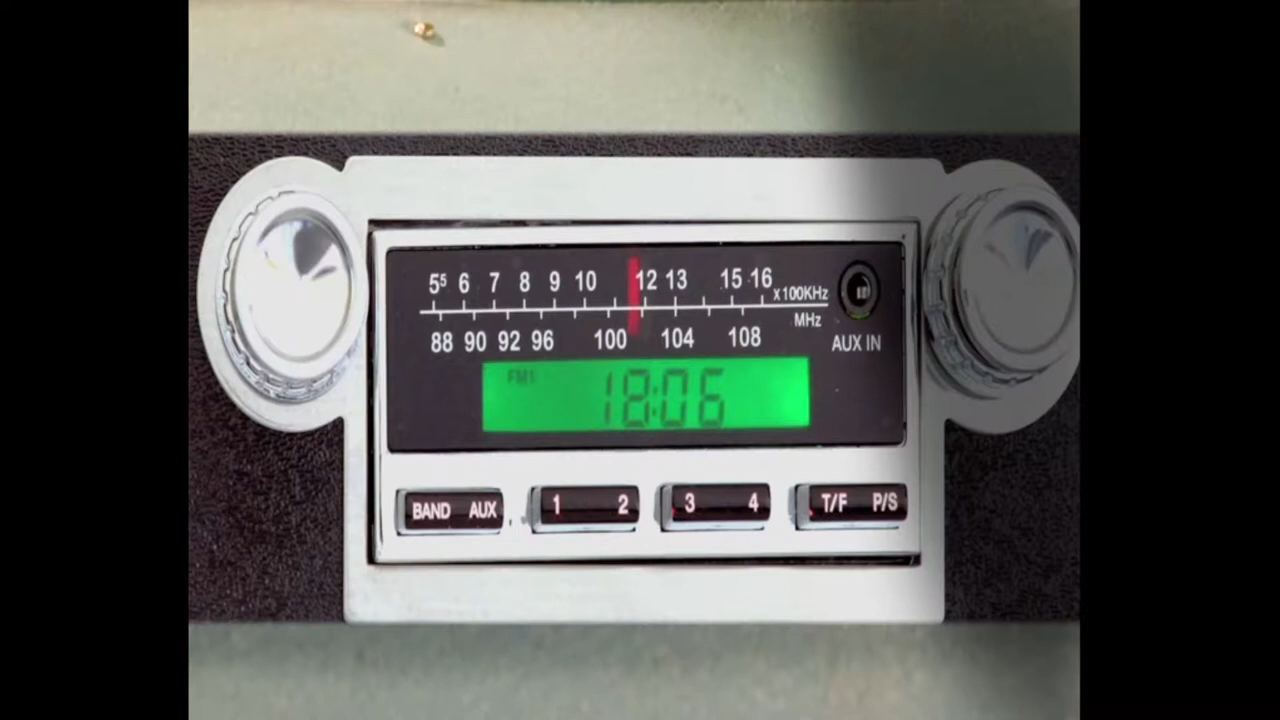 5⁵ 6 7 8 9 10 12 13 15 16 X100KHz
MHz
88 90 92 96 100 104 108
AUX IN
FM1
18:06
BAND AUX 1 2 3 4 T/F P/S